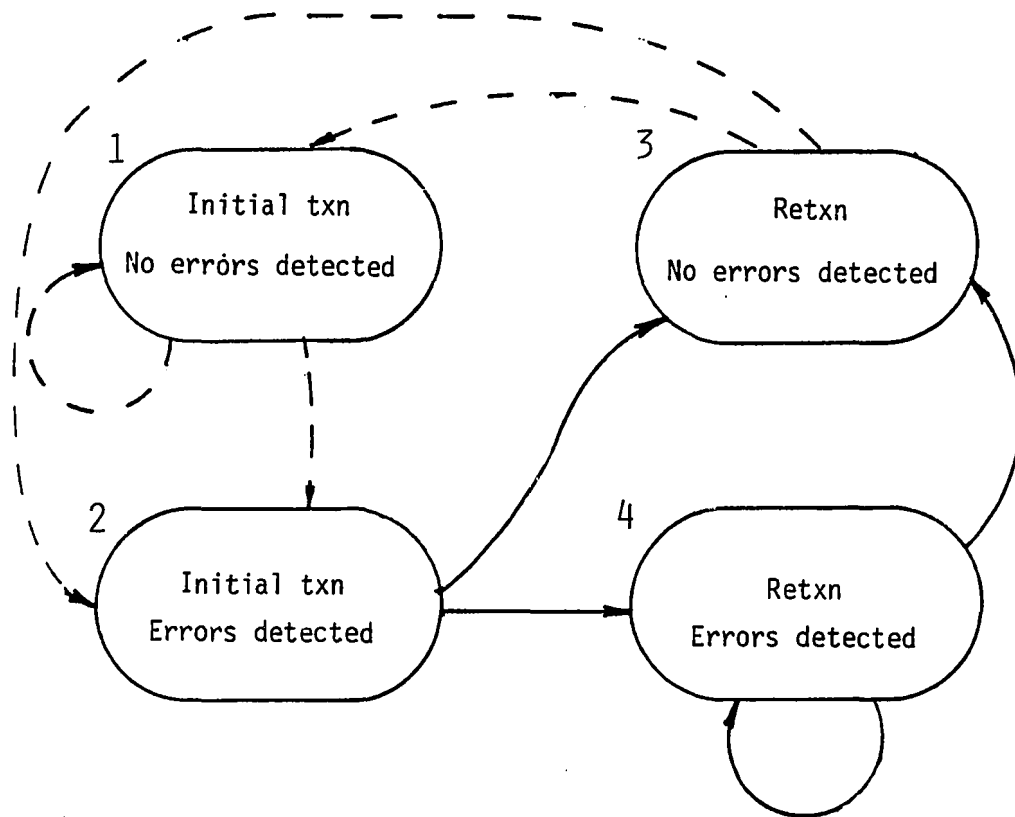 1
Initial txn
No errors detected
3
Retxn
No errors detected
2
Initial txn
Errors detected
4
Retxn
Errors detected